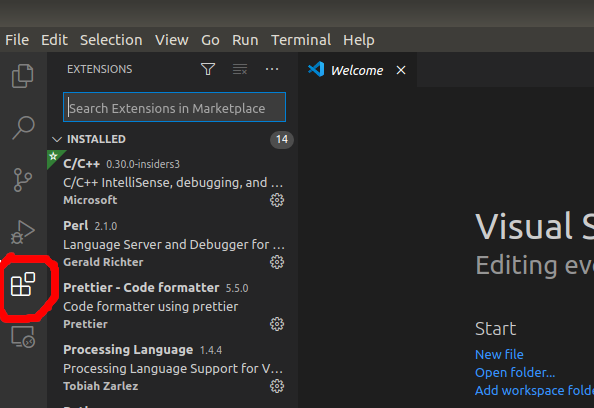 File Edit Selection View Go Run Terminal Help
EXTENSIONS
Welcome
Search Extensions in Marketplace
INSTALLED 14
C/C++ 0.30.0-insiders3
C/C++ IntelliSense, debugging, and ...
Microsoft
Perl 2.1.0
Language Server and Debugger for ...
Gerald Richter
Prettier - Code formatter 5.5.0
Code formatter using prettier
Prettier
Processing Language 1.4.4
Processing Language Support for V...
Tobiah Zarlez
Visual S
Editing ev
Start
New file
Open folder...
Add workspace folde